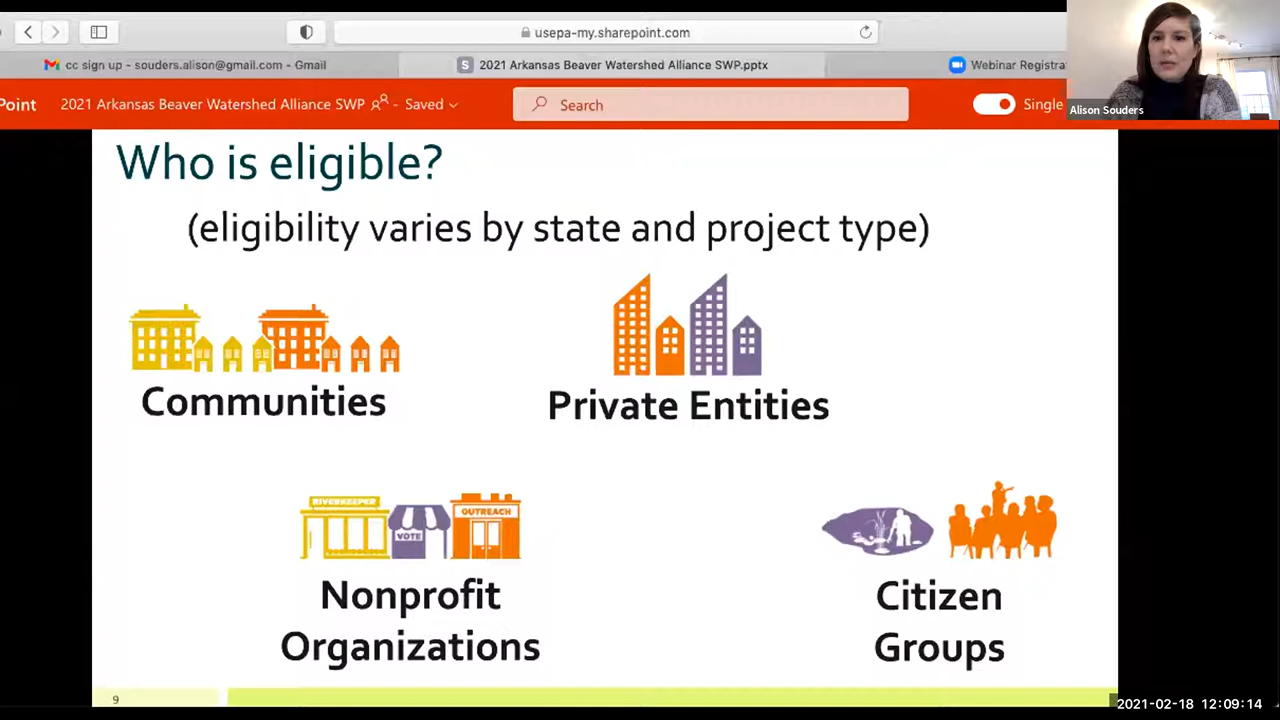 usepa-my.sharepoint.com
cc sign up - souders.alison@gmail.com - Gmail
S 2021 Arkansas Beaver Watershed Alliance SWP.pptx
Webinar Registra
Point 2021 Arkansas Beaver Watershed Alliance SWP - Saved
Search
Single
Alison Souders
Who is eligible?
(eligibility varies by state and project type)
Communities
Private Entities
RIVERKEEPER
VOTE
OUTREACH
Nonprofit
Organizations
Citizen
Groups
9
2021-02-18 12:09:14